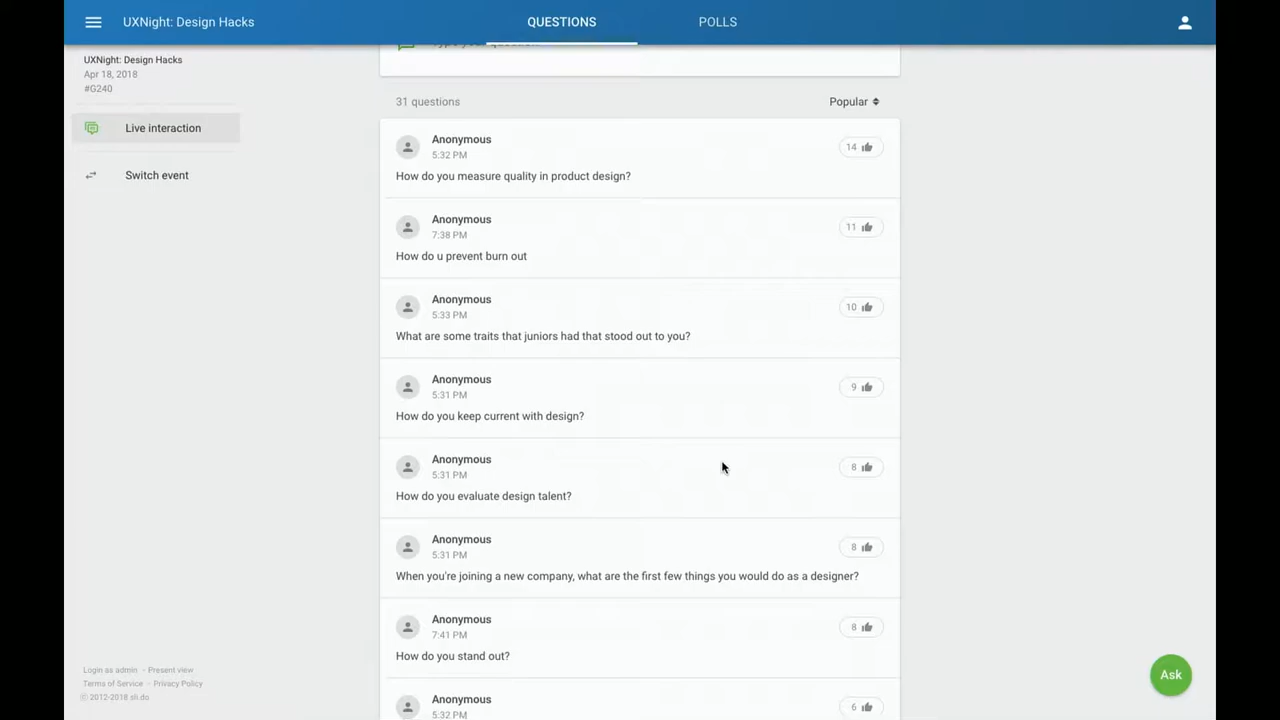 UXNight: Design Hacks
QUESTIONS
POLLS
UXNight: Design Hacks
Apr 18, 2018
#G240
Live interaction
Switch event
Type your question
31 questions
Popular
Anonymous
14
5:32 PM
How do you measure quality in product design?
Anonymous
11
7:38 PM
How do u prevent burn out
Anonymous
10
5:33 PM
What are some traits that juniors had that stood out to you?
Anonymous
9
5:31 PM
How do you keep current with design?
Anonymous
8
5:31 PM
How do you evaluate design talent?
Anonymous
8
5:31 PM
When you're joining a new company, what are the first few things you would do as a designer?
Anonymous
8
7:41 PM
How do you stand out?
Anonymous
6
5:32 PM
Ask
Login as admin - Present view
Terms of Service - Privacy Policy
© 2012-2018 sli.do